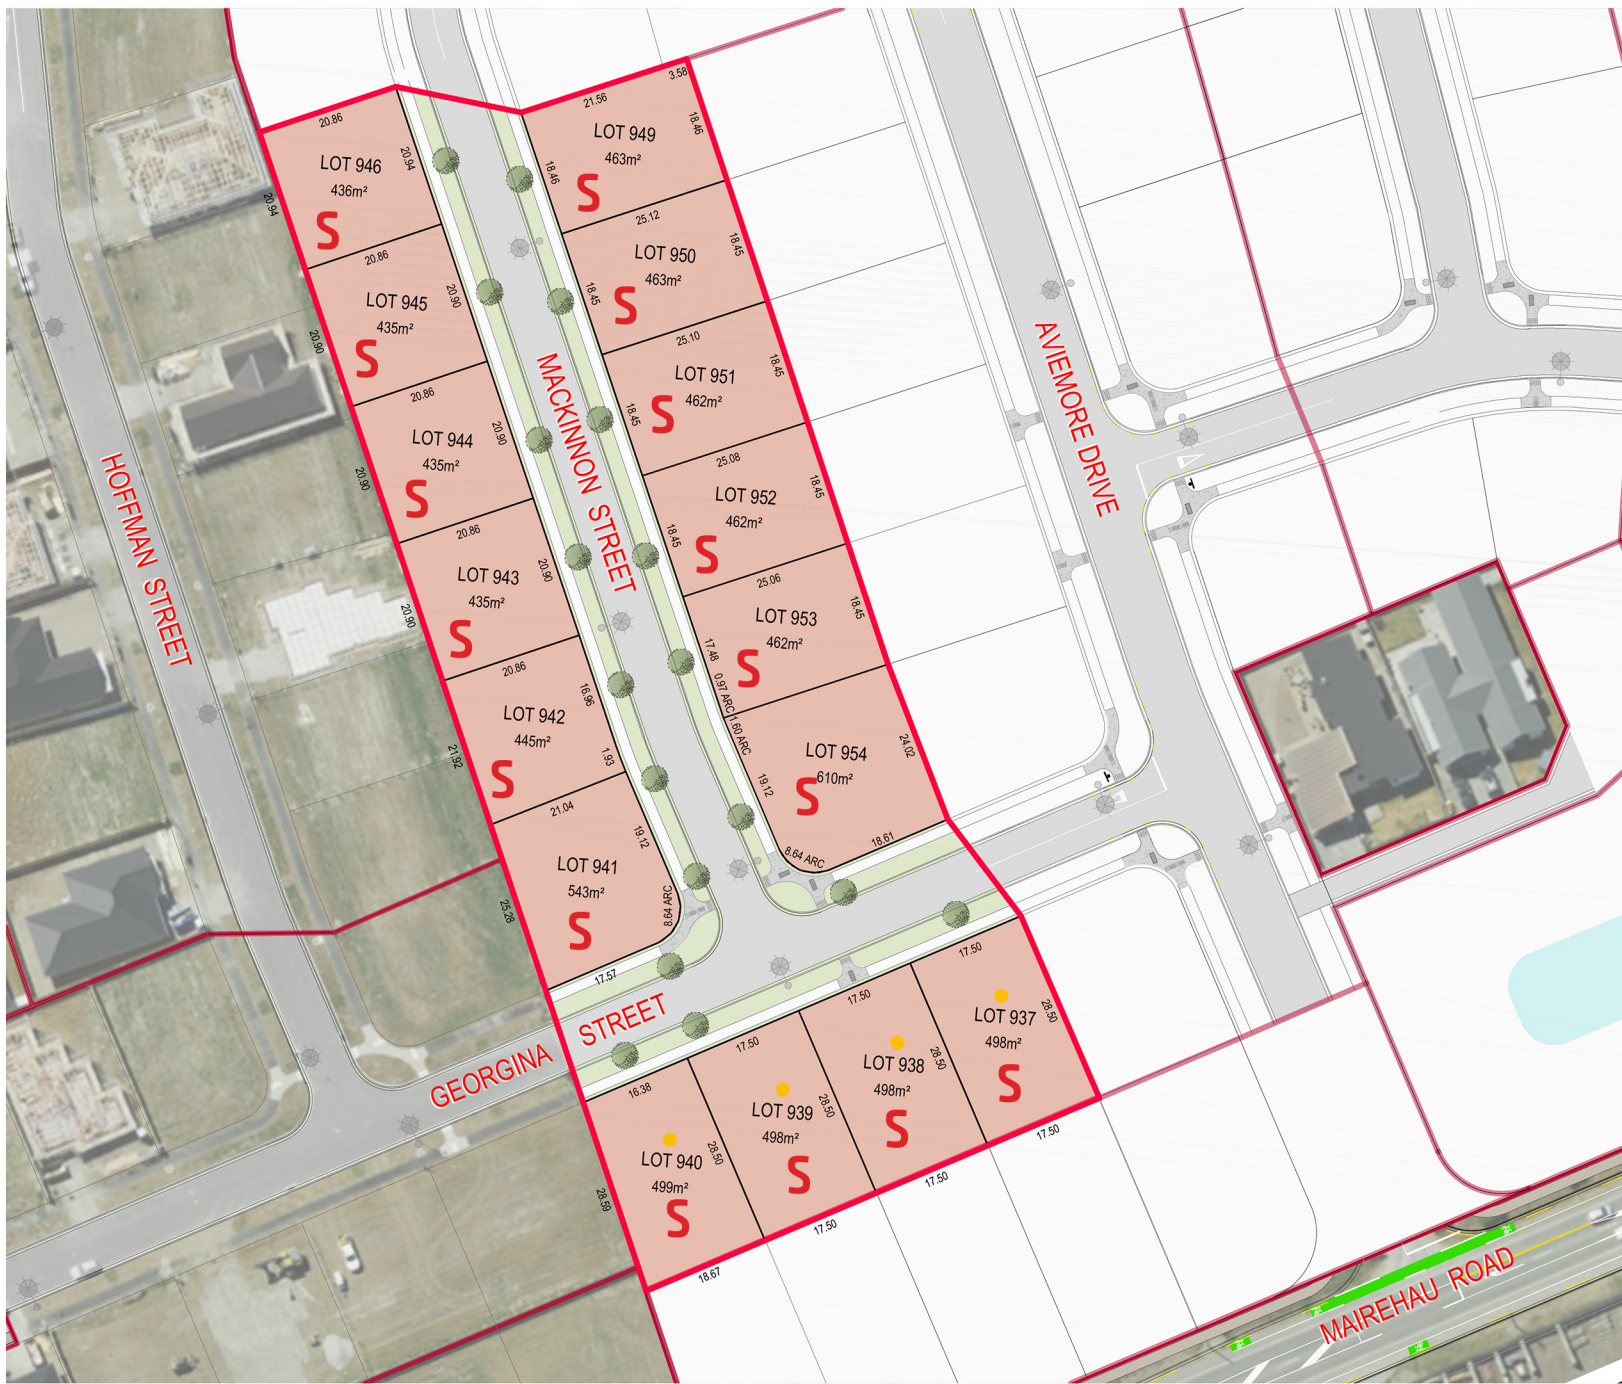 20.86
LOT 946
436m²
S
20.94
20.94
20.86
LOT 945
435m²
S
20.90
20.90
20.86
LOT 944
435m²
S
20.90
20.90
20.86
LOT 943
435m²
S
20.90
20.90
20.86
LOT 942
445m²
S
16.96
1.93
21.92
21.04
LOT 941
543m²
S
19.12
8.64 ARC
25.28
17.57
3.58
21.56
LOT 949
463m²
S
18.46
18.46
25.12
LOT 950
463m²
S
18.45
18.45
25.10
LOT 951
462m²
S
18.45
18.45
25.08
LOT 952
462m²
S
18.45
18.45
25.06
LOT 953
462m²
S
17.48
0.97 ARC
18.45
1.60 ARC
LOT 954
610m²
S
19.12
24.02
8.64 ARC
18.61
17.50
LOT 937
498m²
S
28.50
17.50
17.50
LOT 938
498m²
S
28.50
17.50
17.50
LOT 939
498m²
S
28.50
17.50
16.38
LOT 940
499m²
S
28.50
28.59
18.67
HOFFMAN STREET
MACKINNON STREET
AVIEMORE DRIVE
GEORGINA STREET
MAIREHAU ROAD